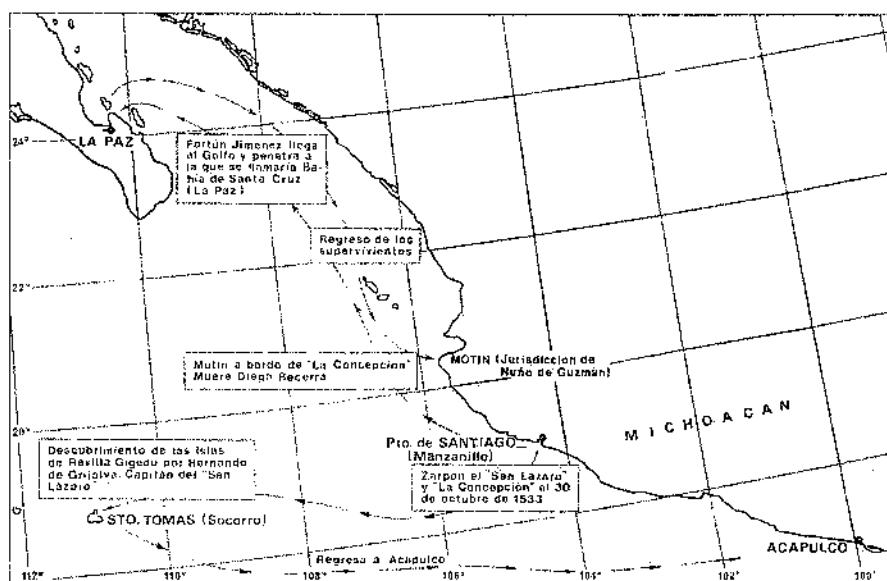 24°
LA PAZ
Fortún Jimenez llega
al Golfo y penetra a
la que se llamaría Ba-
hía de Santa Cruz
(La Paz)
Regreso de los
supervivientes
22°
MOTIN (Jurisdiccion de
Nuño de Guzmán)
Motín a bordo de "La Concepcion"
Muere Diego Becerra
20°
MICHOACAN
Descubrimiento de las Islas
de Revilla Gigedo por Hernando
de Grijalva, Capitán del "San
Lázaro"
Pto. de SANTIAGO
(Manzanillo)
Zarpan el "San Lázaro"
y "La Concepción" el 30
de octubre de 1533
STO. TOMAS (Socorro)
ACAPULCO
Regresa a Acapulco
112°
110°
108°
106°
104°
102°
100°